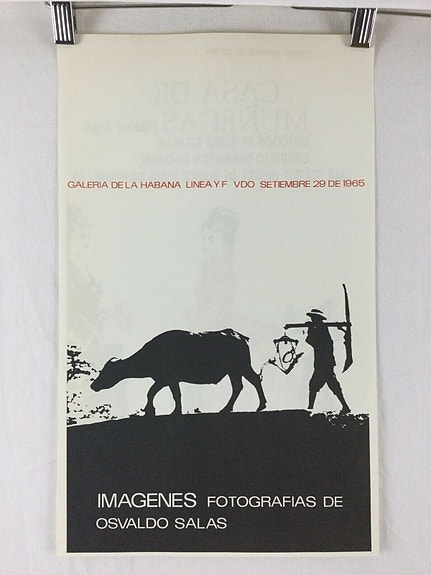 GALERIA DE LA HABANA LINEA Y F VDO SETIEMBRE 29 DE 1965
IMAGENES FOTOGRAFIAS DE
OSVALDO SALAS